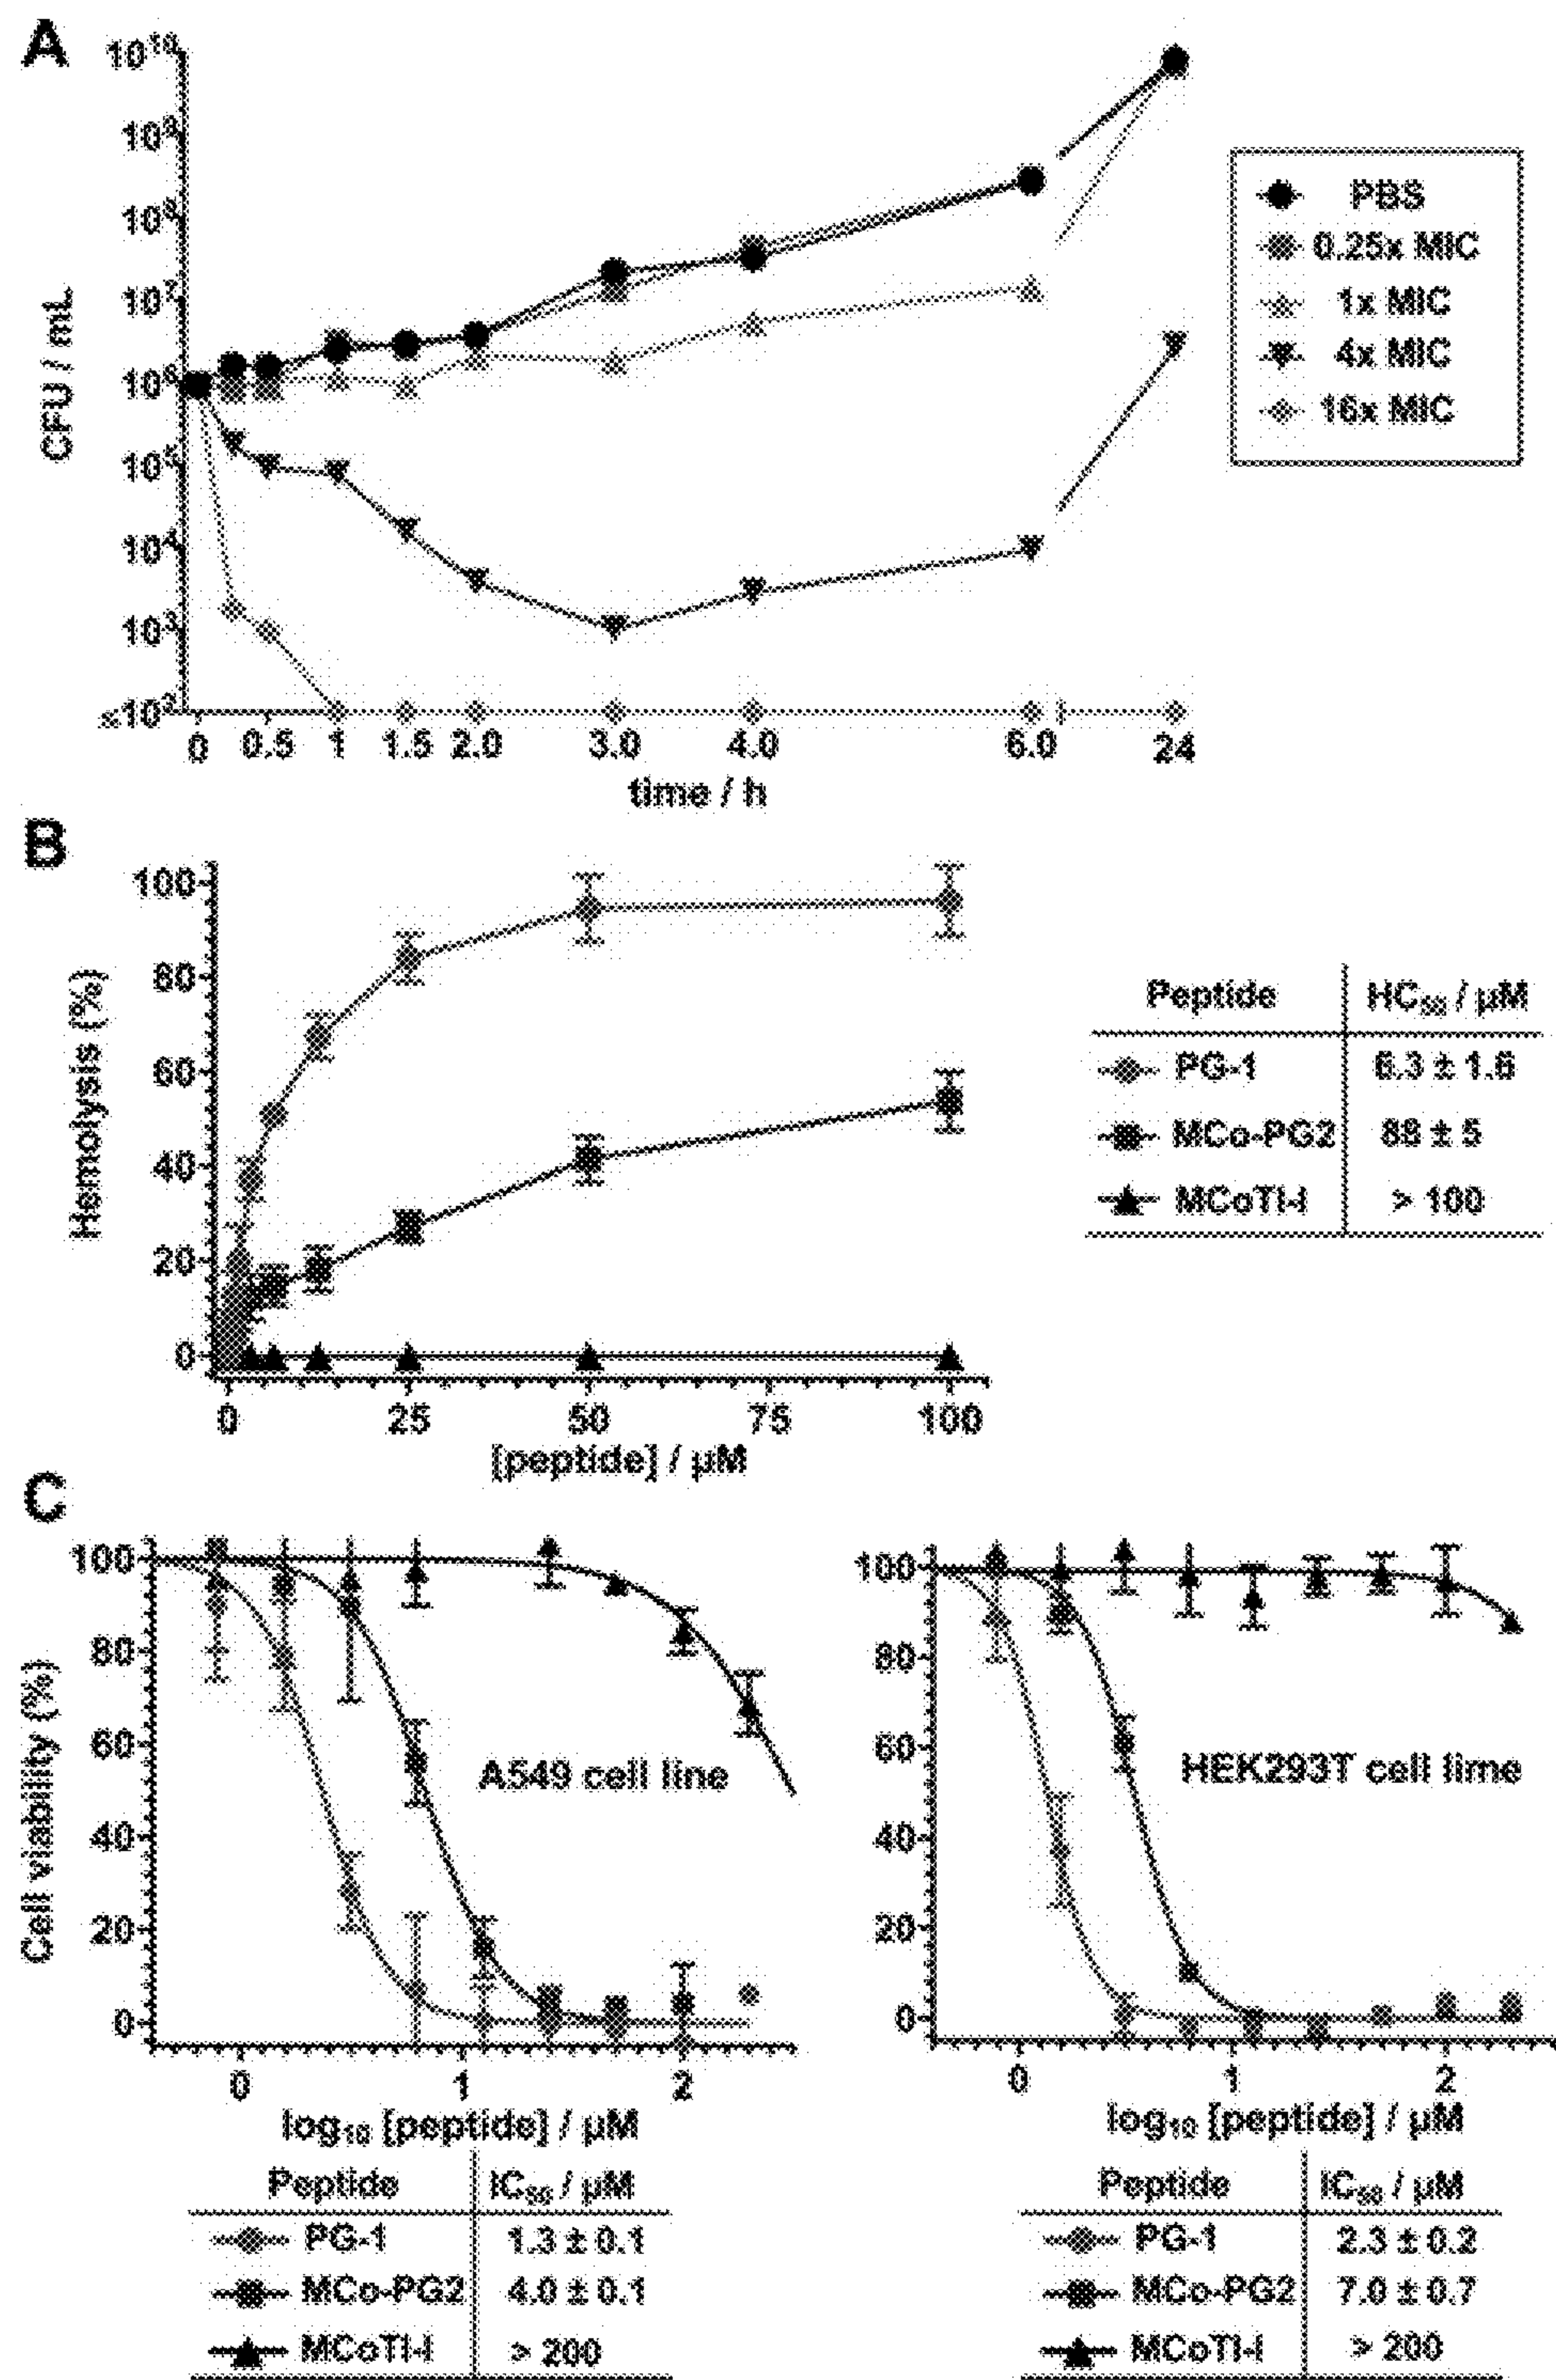 A
10¹⁰
10⁹
10⁸
10⁷
10⁶
10⁵
10⁴
10³
≤10²
CFU / mL
0 0.5 1 1.5 2.0 3.0 4.0 6.0 24
time / h
PBS
0.25x MIC
1x MIC
4x MIC
16x MIC
B
100
80
60
40
20
0
Hemolysis (%)
0 25 50 75 100
[peptide] / µM
Peptide HC₅₀ / µM
PG-1 6.3 ± 1.6
MCo-PG2 88 ± 5
MCoTI-I > 100
C
100
80
60
40
20
0
Cell viability (%)
A549 cell line
0 1 2
log₁₀ [peptide] / µM
Peptide IC₅₀ / µM
PG-1 1.3 ± 0.1
MCo-PG2 4.0 ± 0.1
MCoTI-I > 200
100
80
60
40
20
0
HEK293T cell lime
0 1 2
log₁₀ [peptide] / µM
Peptide IC₅₀ / µM
PG-1 2.3 ± 0.2
MCo-PG2 7.0 ± 0.7
MCoTI-I > 200